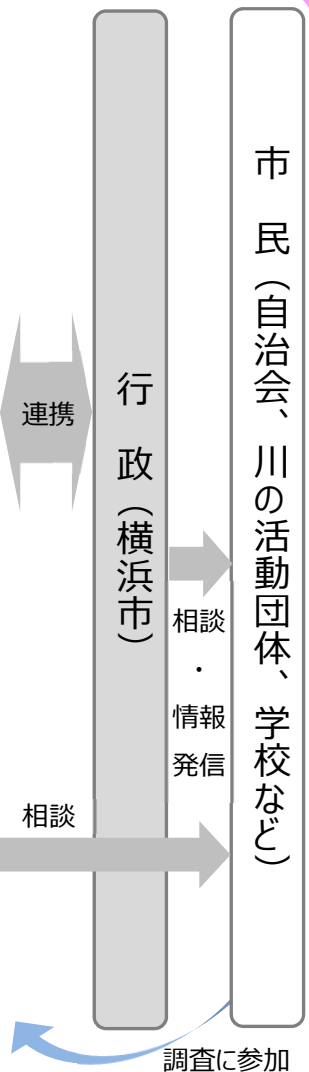 市民（自治会、川の活動団体、学校など）
行政（横浜市）
連携
相談
・
情報
発信
相談
調査に参加